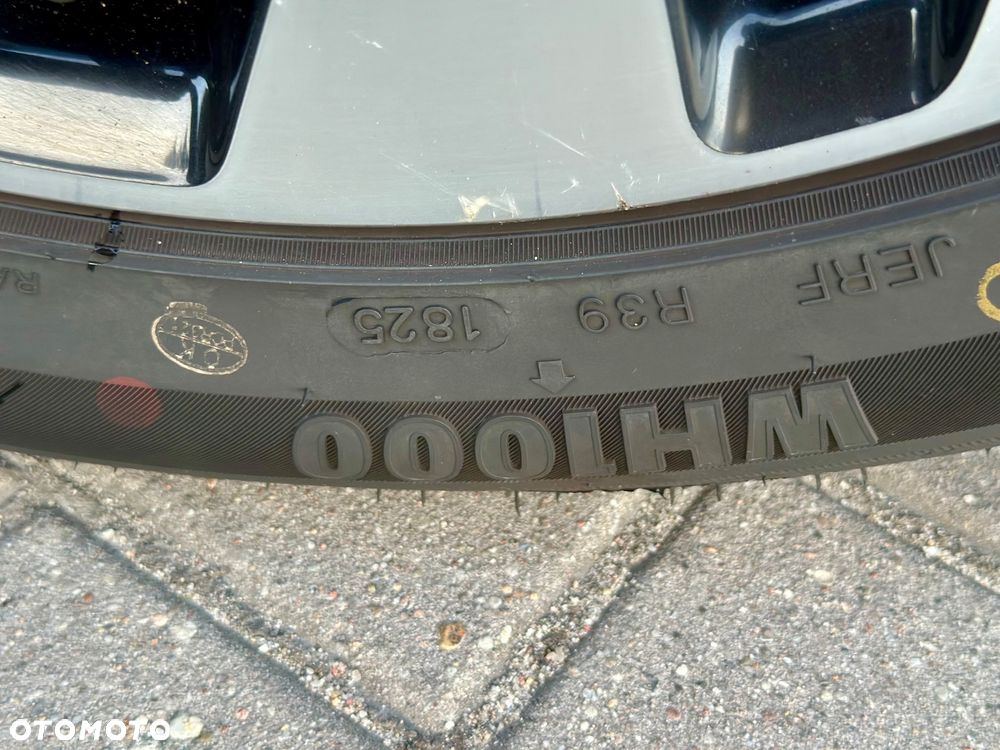 JERF R39 1825
WH1000
OTOMOTO